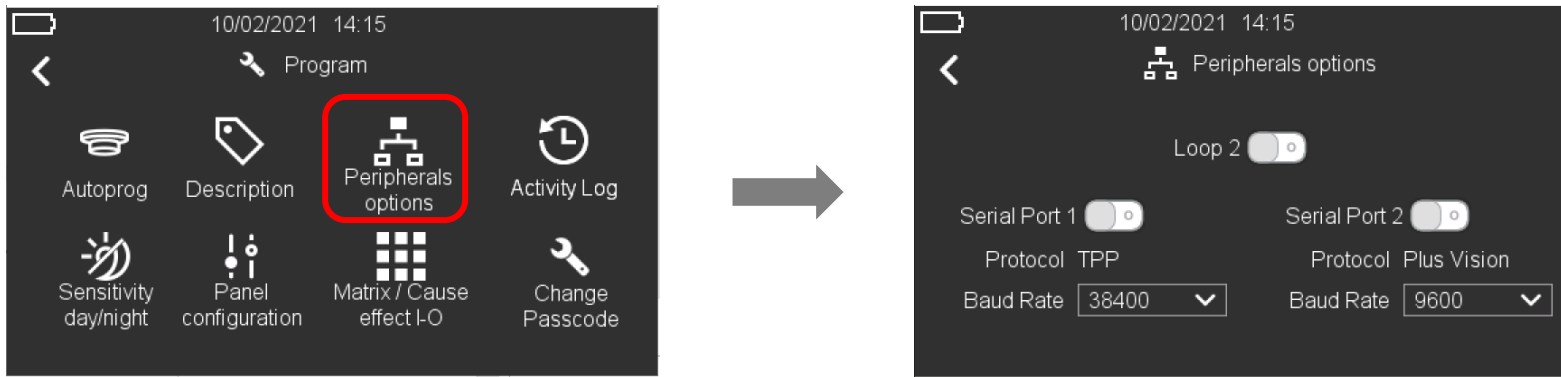 10/02/2021 14:15
Program
Autoprog
Description
Peripherals
options
Activity Log
Sensitivity
day/night
Panel
configuration
Matrix / Cause
effect I-O
Change
Passcode
10/02/2021 14:15
Peripherals options
Loop 2
Serial Port 1
Serial Port 2
Protocol TPP
Protocol Plus Vision
Baud Rate 38400
Baud Rate 9600